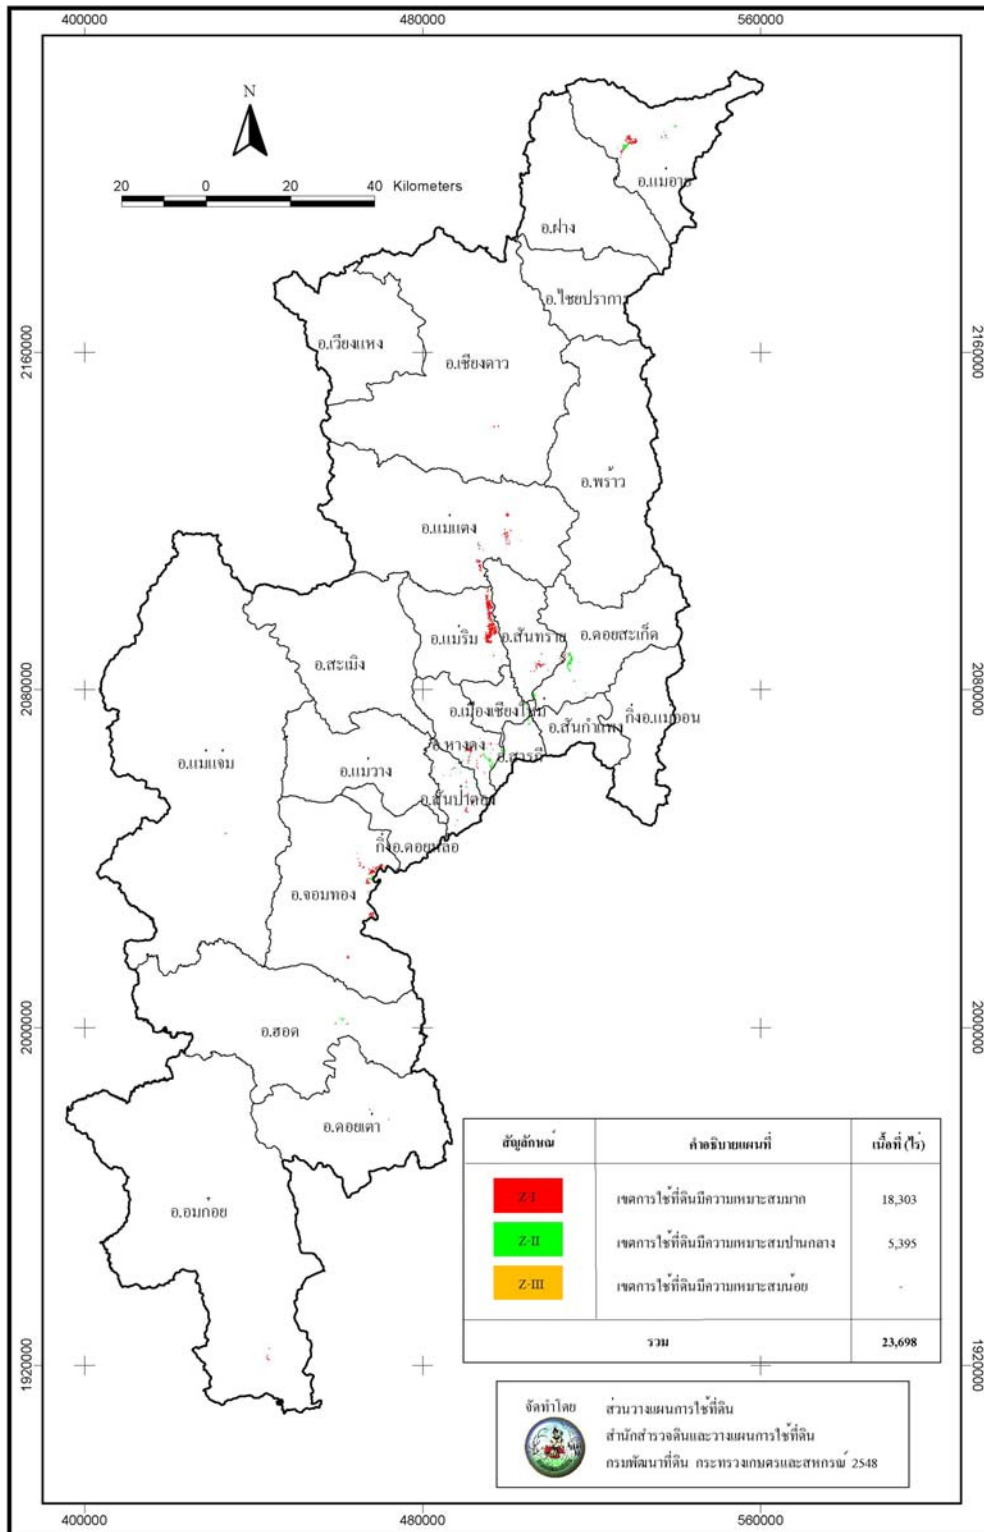 400000 480000 560000
N
20 0 20 40 Kilometers
อ.แม่อาย
อ.ฝาง
อ.ไชยปราการ
อ.เวียงแหง
อ.เชียงดาว
2160000 2160000
อ.พร้าว
อ.แม่แตง
อ.แม่ริม
อ.สันทราย
อ.ดอยสะเก็ด
อ.สะเมิง
2080000 2080000
อ.เมืองเชียงใหม่
อ.สันกำแพง
กิ่งอ.แม่ออน
อ.แม่แจ่ม
อ.หางดง
อ.สารภี
อ.แม่วาง
อ.สันป่าตอง
กิ่งอ.ดอยหล่อ
อ.จอมทอง
2000000 2000000
อ.ฮอด
อ.ดอยเต่า
อ.อมก๋อย
สัญลักษณ์ คำอธิบายแผนที่ เนื้อที่ (ไร่)
Z-I เขตการใช้ที่ดินมีความเหมาะสมมาก 18,303
Z-II เขตการใช้ที่ดินมีความเหมาะสมปานกลาง 5,395
Z-III เขตการใช้ที่ดินมีความเหมาะสมน้อย -
รวม 23,698
1920000 1920000
จัดทำโดย ส่วนวางแผนการใช้ที่ดิน
สำนักสำรวจดินและวางแผนการใช้ที่ดิน
กรมพัฒนาที่ดิน กระทรวงเกษตรและสหกรณ์ 2548
400000 480000 560000